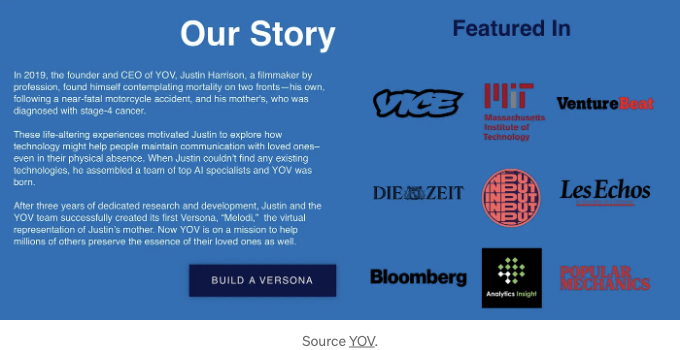 Our Story
In 2019, the founder and CEO of YOV, Justin Harrison, a filmmaker by
profession, found himself contemplating mortality on two fronts—his own,
following a near-fatal motorcycle accident, and his mother's, who was
diagnosed with stage-4 cancer.
These life-altering experiences motivated Justin to explore how
technology might help people maintain communication with loved ones–
even in their physical absence. When Justin couldn't find any existing
technologies, he assembled a team of top AI specialists and YOV was
born.
After three years of dedicated research and development, Justin and the
YOV team successfully created its first Versona, “Melodi,” the virtual
representation of Justin's mother. Now YOV is on a mission to help
millions of others preserve the essence of their loved ones as well.
BUILD A VERSONA
Featured In
VICE
MIT
Massachusetts
Institute of
Technology
VentureBeat
DIE ZEIT
INPUT
INPUT
INPUT
INPUT
Les Echos
Bloomberg
Analytics Insight
POPULAR
MECHANICS
Source YOV.